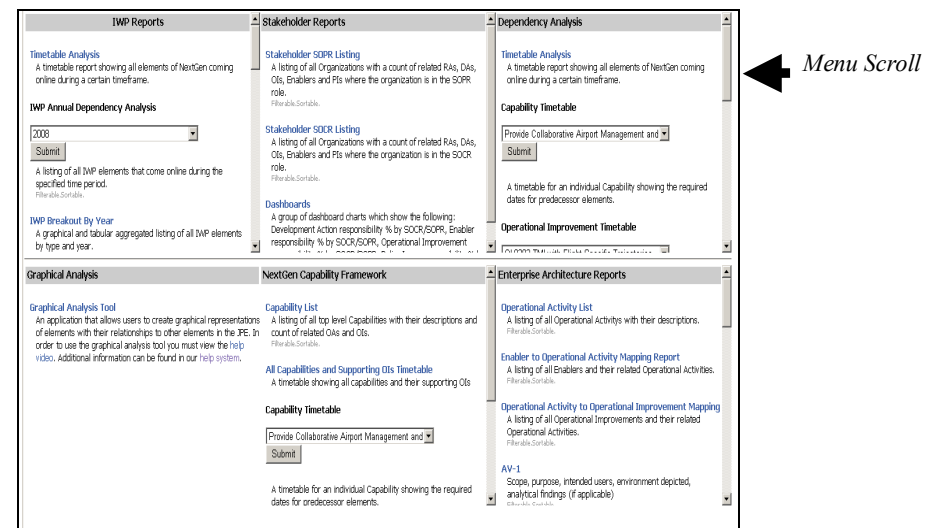 IWP Reports
Timetable Analysis
A timetable report showing all elements of NextGen coming
online during a certain timeframe.
IWP Annual Dependency Analysis
2008
Submit
A listing of all IWP elements that come online during the
specified time period.
Filterable.Sortable.
IWP Breakout By Year
A graphical and tabular aggregated listing of all IWP elements
by type and year.
Stakeholder Reports
Stakeholder SOPR Listing
A listing of all Organizations with a count of related RAs, DAs,
OIs, Enablers and PIs where the organization is in the SOPR
role.
Filterable.Sortable.
Stakeholder SOCR Listing
A listing of all Organizations with a count of related RAs, DAs,
OIs, Enablers and PIs where the organization is in the SOCR
role.
Filterable.Sortable.
Dashboards
A group of dashboard charts which show the following:
Development Action responsibility % by SOCR/SOPR, Enabler
responsibility % by SOCR/SOPR, Operational Improvement
Dependency Analysis
Timetable Analysis
A timetable report showing all elements of NextGen coming
online during a certain timeframe.
Capability Timetable
Provide Collaborative Airport Management and
Submit
A timetable for an individual Capability showing the required
dates for predecessor elements.
Operational Improvement Timetable
Menu Scroll
Graphical Analysis
Graphical Analysis Tool
An application that allows users to create graphical representations
of elements with their relationships to other elements in the JPE. In
order to use the graphical analysis tool you must view the help
video. Additional information can be found in our help system.
NextGen Capability Framework
Capability List
A listing of all top level Capabilities with their descriptions and
count of related OAs and OIs.
Filterable.Sortable.
All Capabilities and Supporting OIs Timetable
A timetable showing all capabilities and their supporting OIs
Capability Timetable
Provide Collaborative Airport Management and
Submit
A timetable for an individual Capability showing the required
dates for predecessor elements.
Enterprise Architecture Reports
Operational Activity List
A listing of all Operational Activitys with their descriptions.
Filterable.Sortable.
Enabler to Operational Activity Mapping Report
A listing of all Enablers and their related Operational Activities.
Filterable.Sortable.
Operational Activity to Operational Improvement Mapping
A listing of all Operational Improvements and their related
Operational Activities.
Filterable.Sortable.
AV-1
Scope, purpose, intended users, environment depicted,
analytical findings (if applicable)